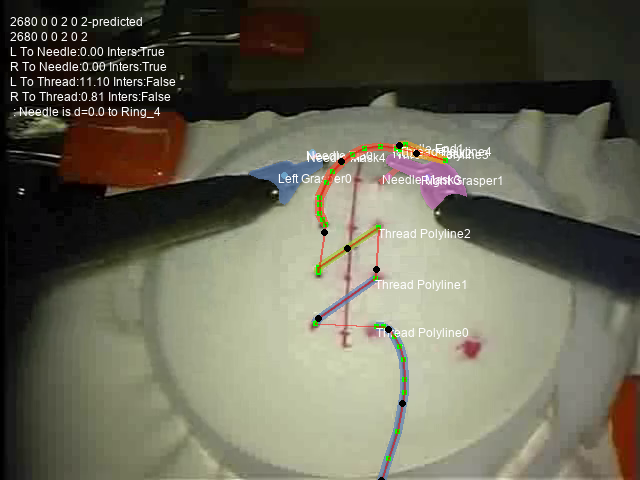 2680 0 0 2 0 2-predicted
2680 0 0 2 0 2
L To Needle:0.00 Inters:True
R To Needle:0.00 Inters:True
L To Thread:11.10 Inters:False
R To Thread:0.81 Inters:False
: Needle is d=0.0 to Ring_4
Left Grasper0
Right Grasper1
Thread Polyline2
Thread Polyline1
Thread Polyline0